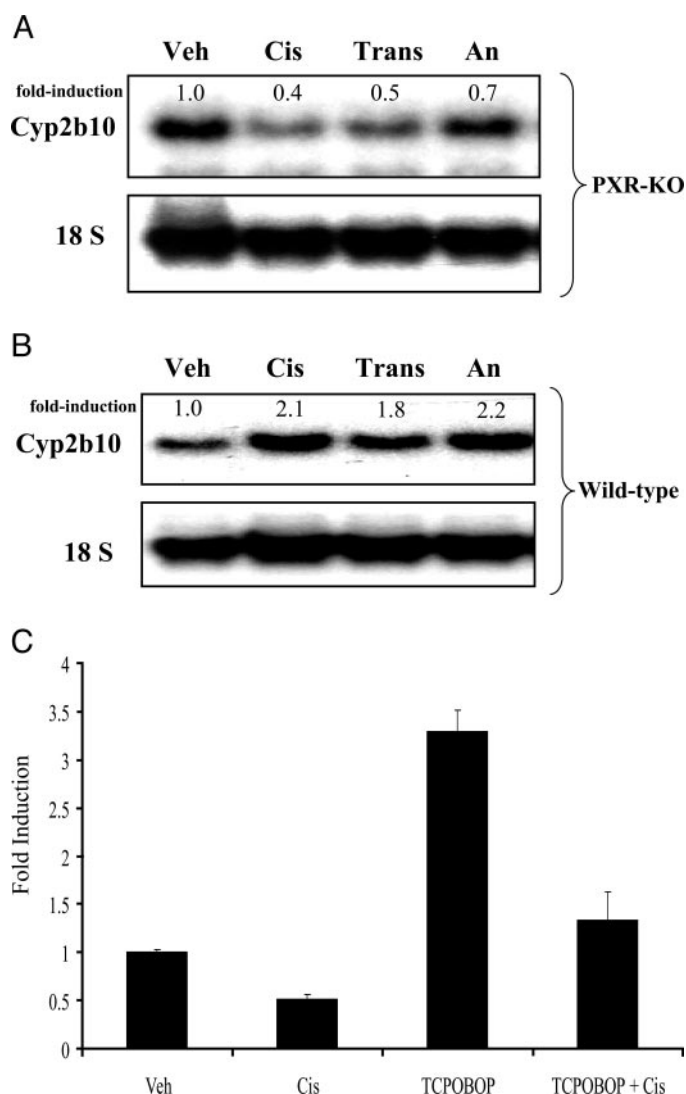 A
Veh Cis Trans An
fold-induction 1.0 0.4 0.5 0.7
Cyp2b10
PXR-KO
18 S
B
Veh Cis Trans An
fold-induction 1.0 2.1 1.8 2.2
Cyp2b10
Wild-type
18 S
C
4
3.5
3
2.5
2
1.5
1
0.5
0
Fold Induction
Veh Cis TCPOBOP TCPOBOP + Cis